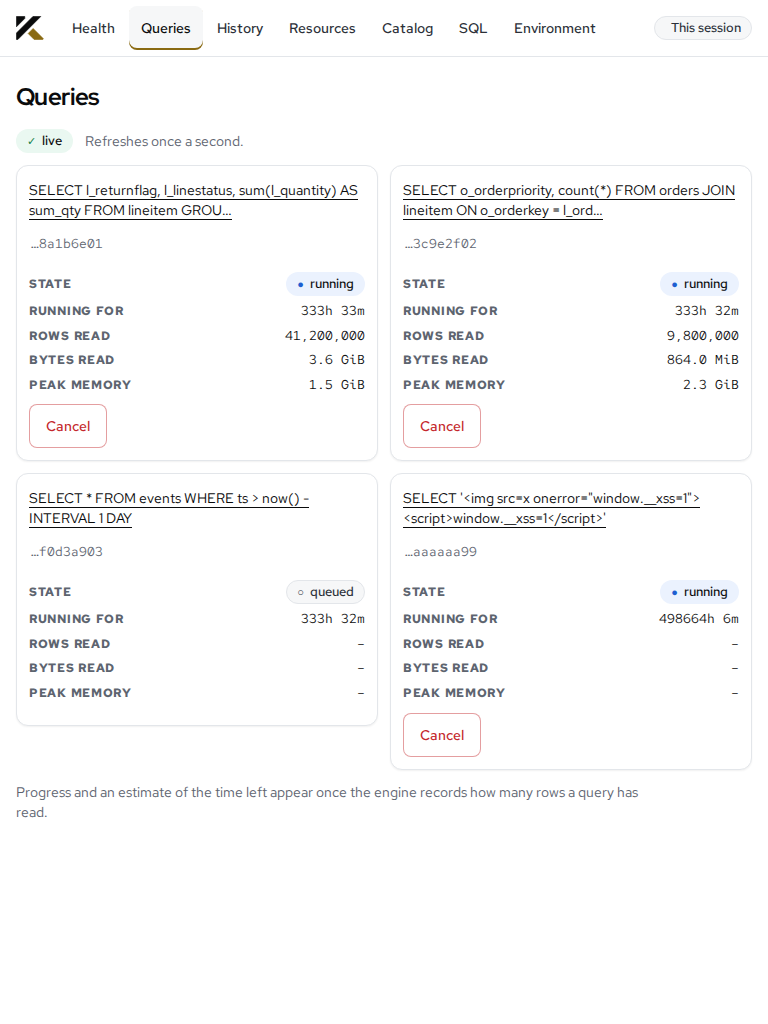 Health Queries History Resources Catalog SQL Environment This session
Queries
✓ live Refreshes once a second.
SELECT l_returnflag, l_linestatus, sum(l_quantity) AS
sum_qty FROM lineitem GROU…
…8a1b6e01
STATE ● running
RUNNING FOR 333h 33m
ROWS READ 41,200,000
BYTES READ 3.6 GiB
PEAK MEMORY 1.5 GiB
Cancel
SELECT o_orderpriority, count(*) FROM orders JOIN
lineitem ON o_orderkey = l_ord…
…3c9e2f02
STATE ● running
RUNNING FOR 333h 32m
ROWS READ 9,800,000
BYTES READ 864.0 MiB
PEAK MEMORY 2.3 GiB
Cancel
SELECT * FROM events WHERE ts > now() -
INTERVAL 1 DAY
…f0d3a903
STATE ○ queued
RUNNING FOR 333h 32m
ROWS READ –
BYTES READ –
PEAK MEMORY –
SELECT '<img src=x onerror="window.__xss=1">
<script>window.__xss=1</script>'
…aaaaaa99
STATE ● running
RUNNING FOR 498664h 6m
ROWS READ –
BYTES READ –
PEAK MEMORY –
Cancel
Progress and an estimate of the time left appear once the engine records how many rows a query has
read.